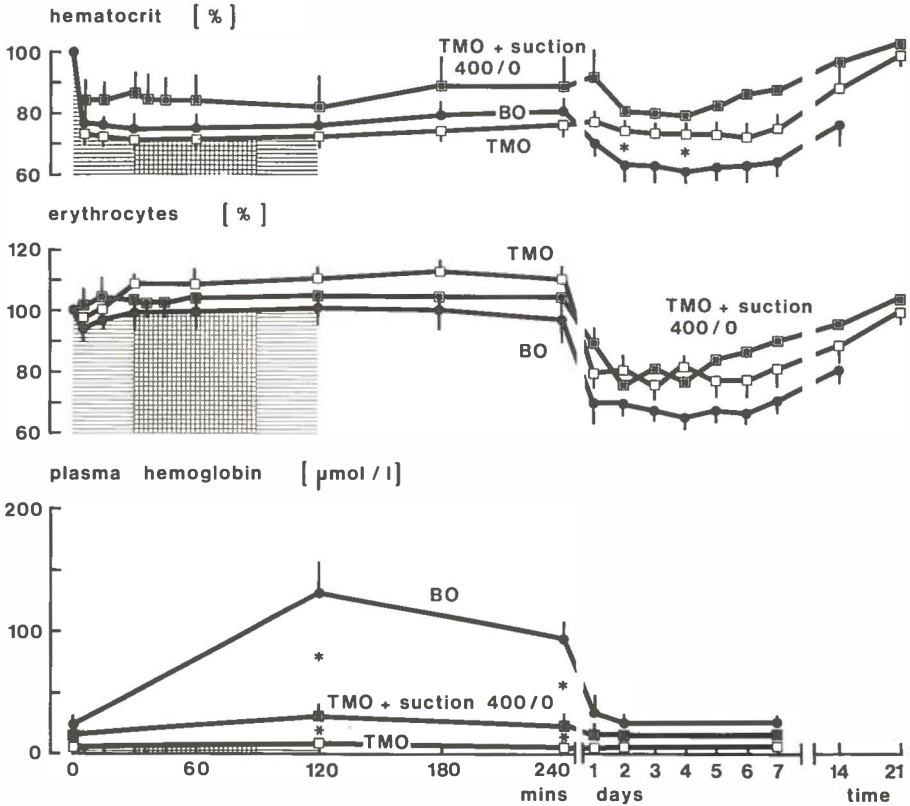 hematocrit [ % ]
100
80
60
TMO + suction
400/0
BO
TMO
*
*
erythrocytes [ % ]
120
100
80
60
TMO
BO
TMO + suction
400/0
plasma hemoglobin [ µmol / l ]
200
100
0
BO
*
*
TMO + suction 400/0
*
*
TMO
0 60 120 180 240 1 2 3 4 5 6 7 14 21
mins days time